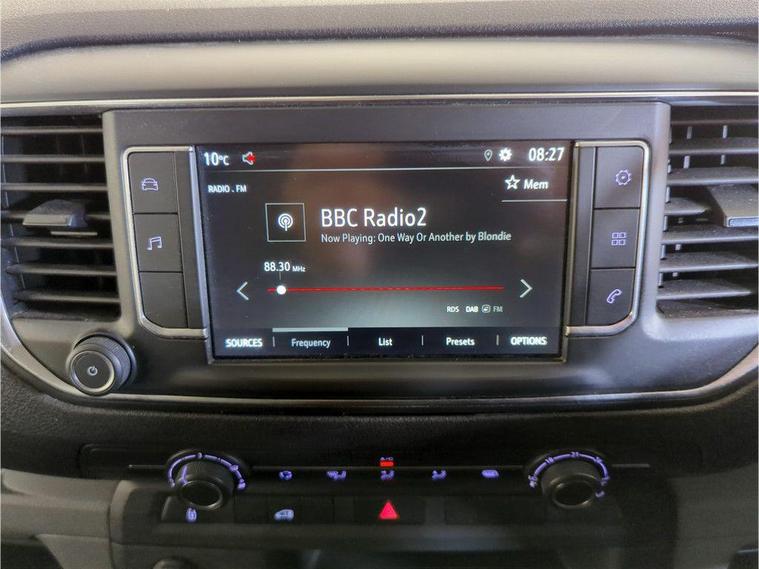 10°C
08:27
RADIO . FM
Mem
BBC Radio2
Now Playing: One Way Or Another by Blondie
88.30 MHz
RDS DAB FM
SOURCES Frequency List Presets OPTIONS
A/C